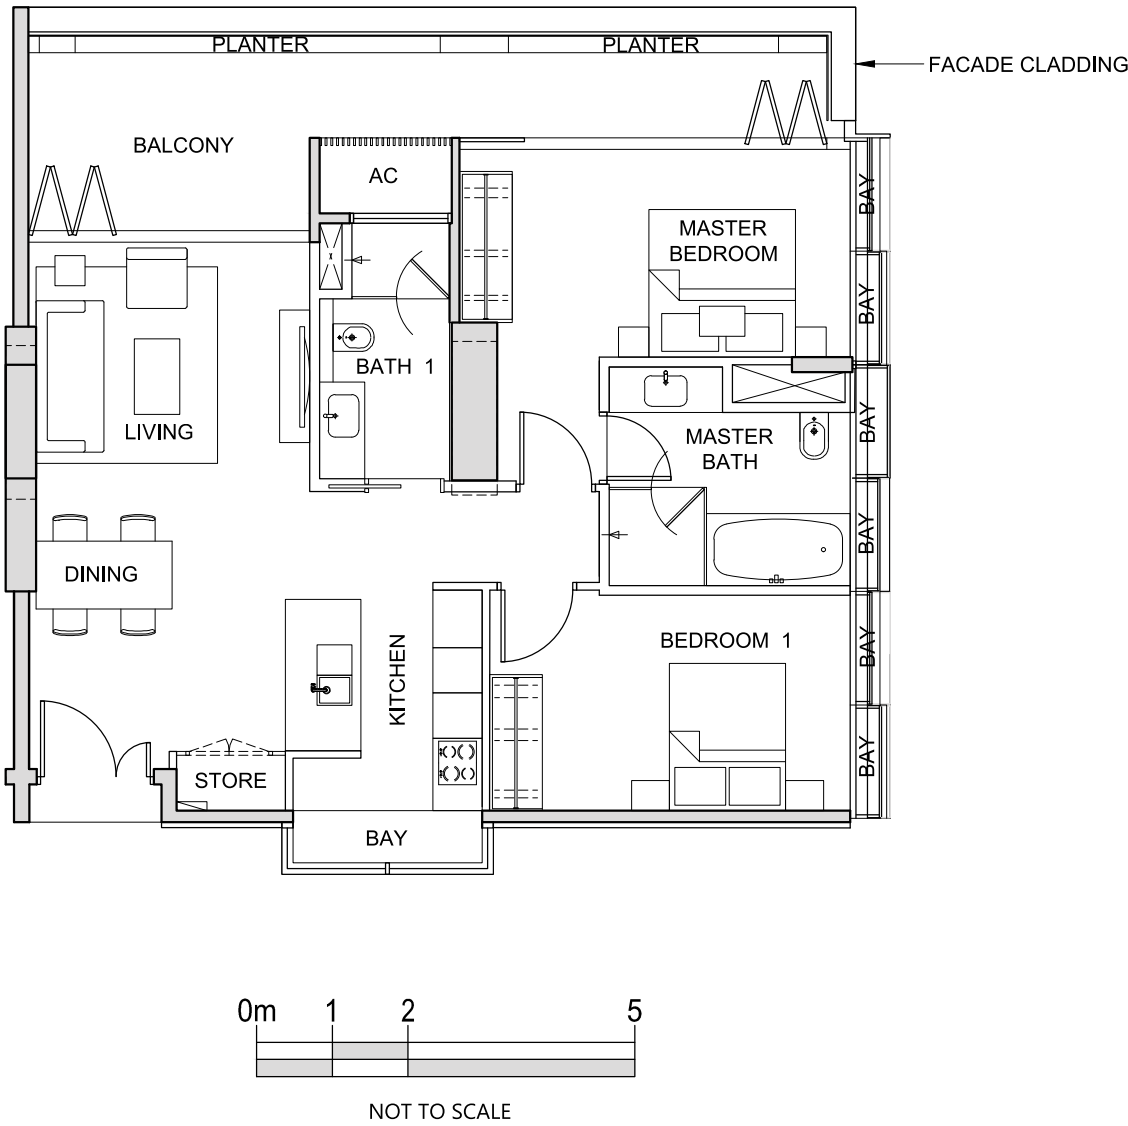 PLANTER
PLANTER
FACADE CLADDING
BALCONY
AC
BAY
MASTER
BEDROOM
BAY
BATH 1
LIVING
MASTER
BATH
BAY
BAY
DINING
BEDROOM 1
BAY
KITCHEN
STORE
BAY
BAY
0m 1 2 5
NOT TO SCALE